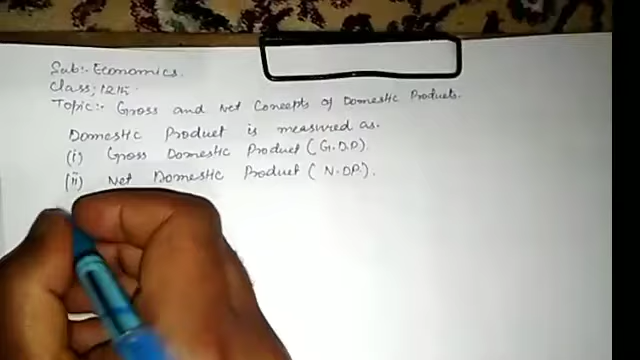 Sub:- Economics.
Class; 12th.
Topic:- Gross and Net Concepts of Domestic Products.
Domestic Product is measured as.
(i) Gross Domestic Product (G.D.P).
(ii) Net Domestic Product ( N.D.P.).